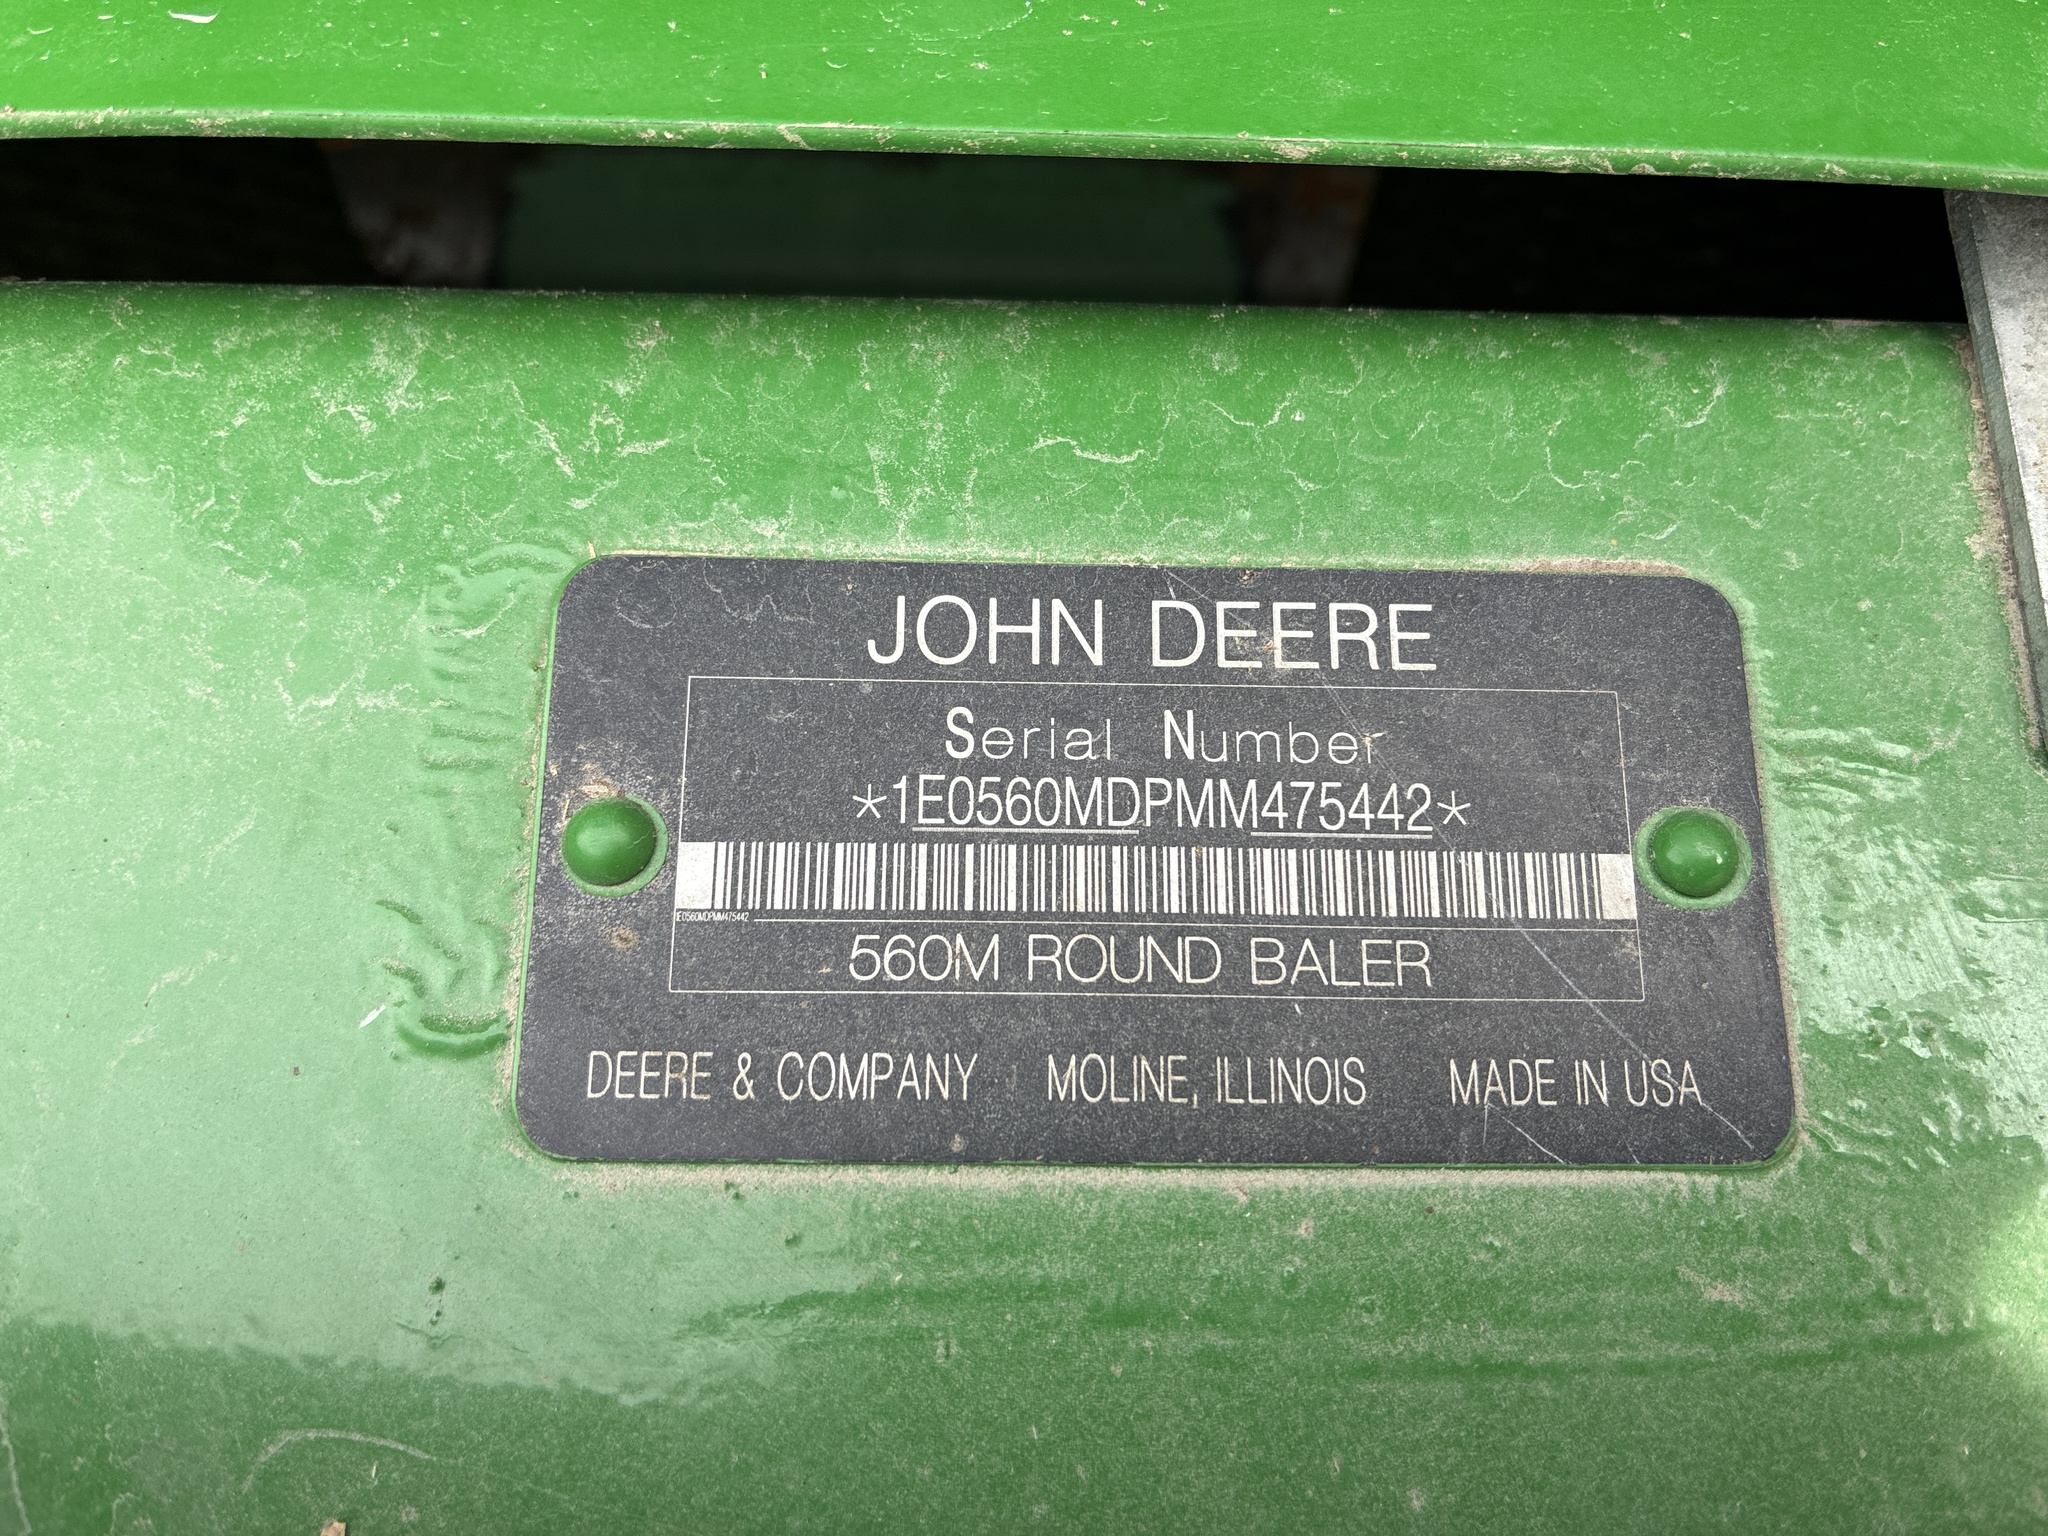 JOHN DEERE
Serial Number
*1E0560MDPMM475442*
1E0560MDPMM475442
560M ROUND BALER
DEERE & COMPANY MOLINE, ILLINOIS MADE IN USA